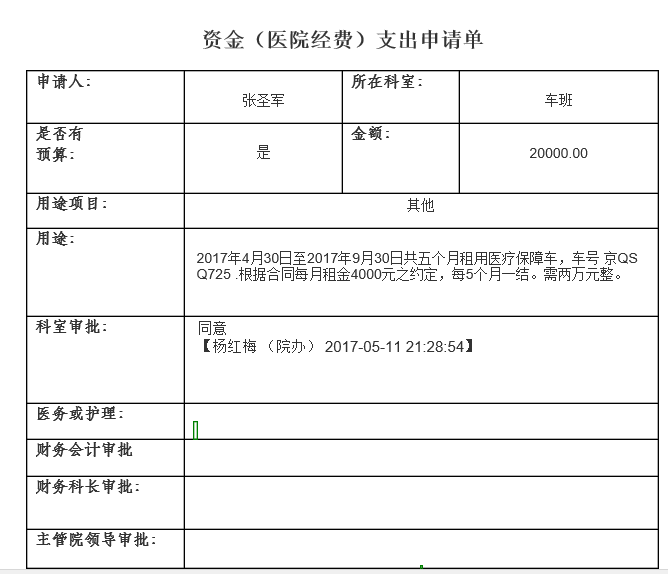 资金（医院经费）支出申请单
申请人：
张圣军
所在科室：
车班
是否有
预算：
是
金额：
20000.00
用途项目：
其他
用途：
2017年4月30日至2017年9月30日共五个月租用医疗保障车，车号 京QS
Q725 .根据合同每月租金4000元之约定，每5个月一结。需两万元整。
科室审批：
同意
【杨红梅 （院办） 2017-05-11 21:28:54】
医务或护理：
财务会计审批
财务科长审批：
主管院领导审批：